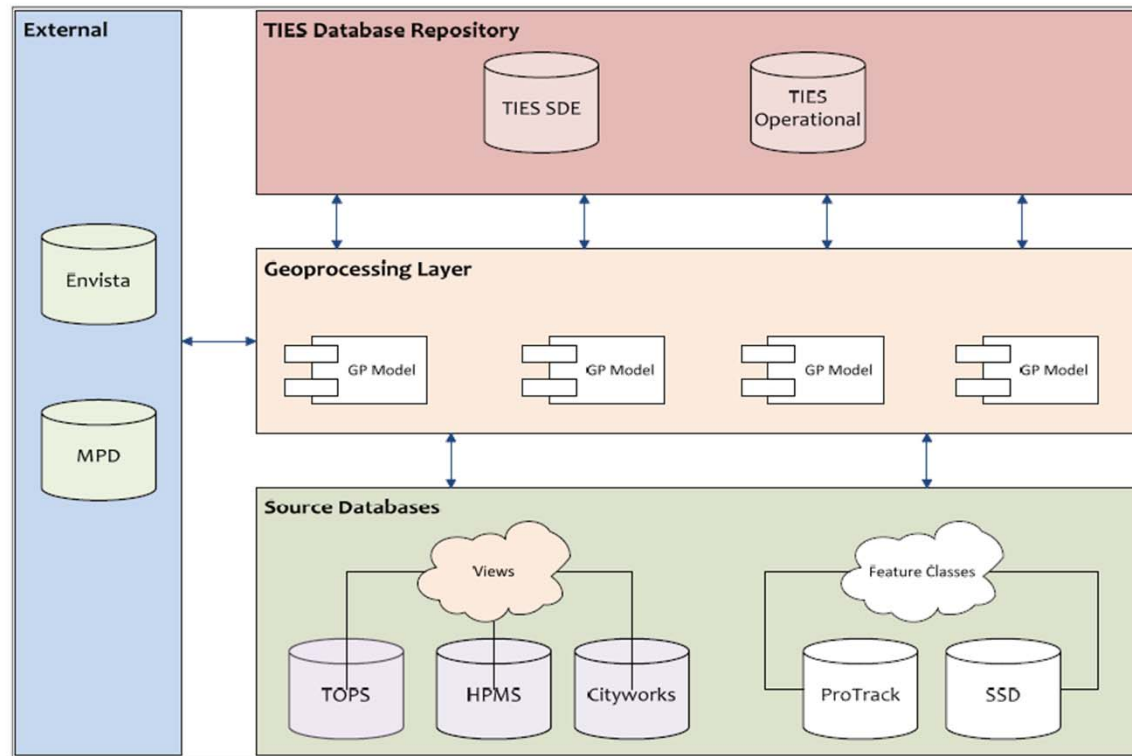 External
TIES Database Repository
TIES SDE
TIES
Operational
Envista
MPD
Geoprocessing Layer
GP Model
GP Model
GP Model
GP Model
Source Databases
Views
Feature Classes
TOPS
HPMS
Cityworks
ProTrack
SSD